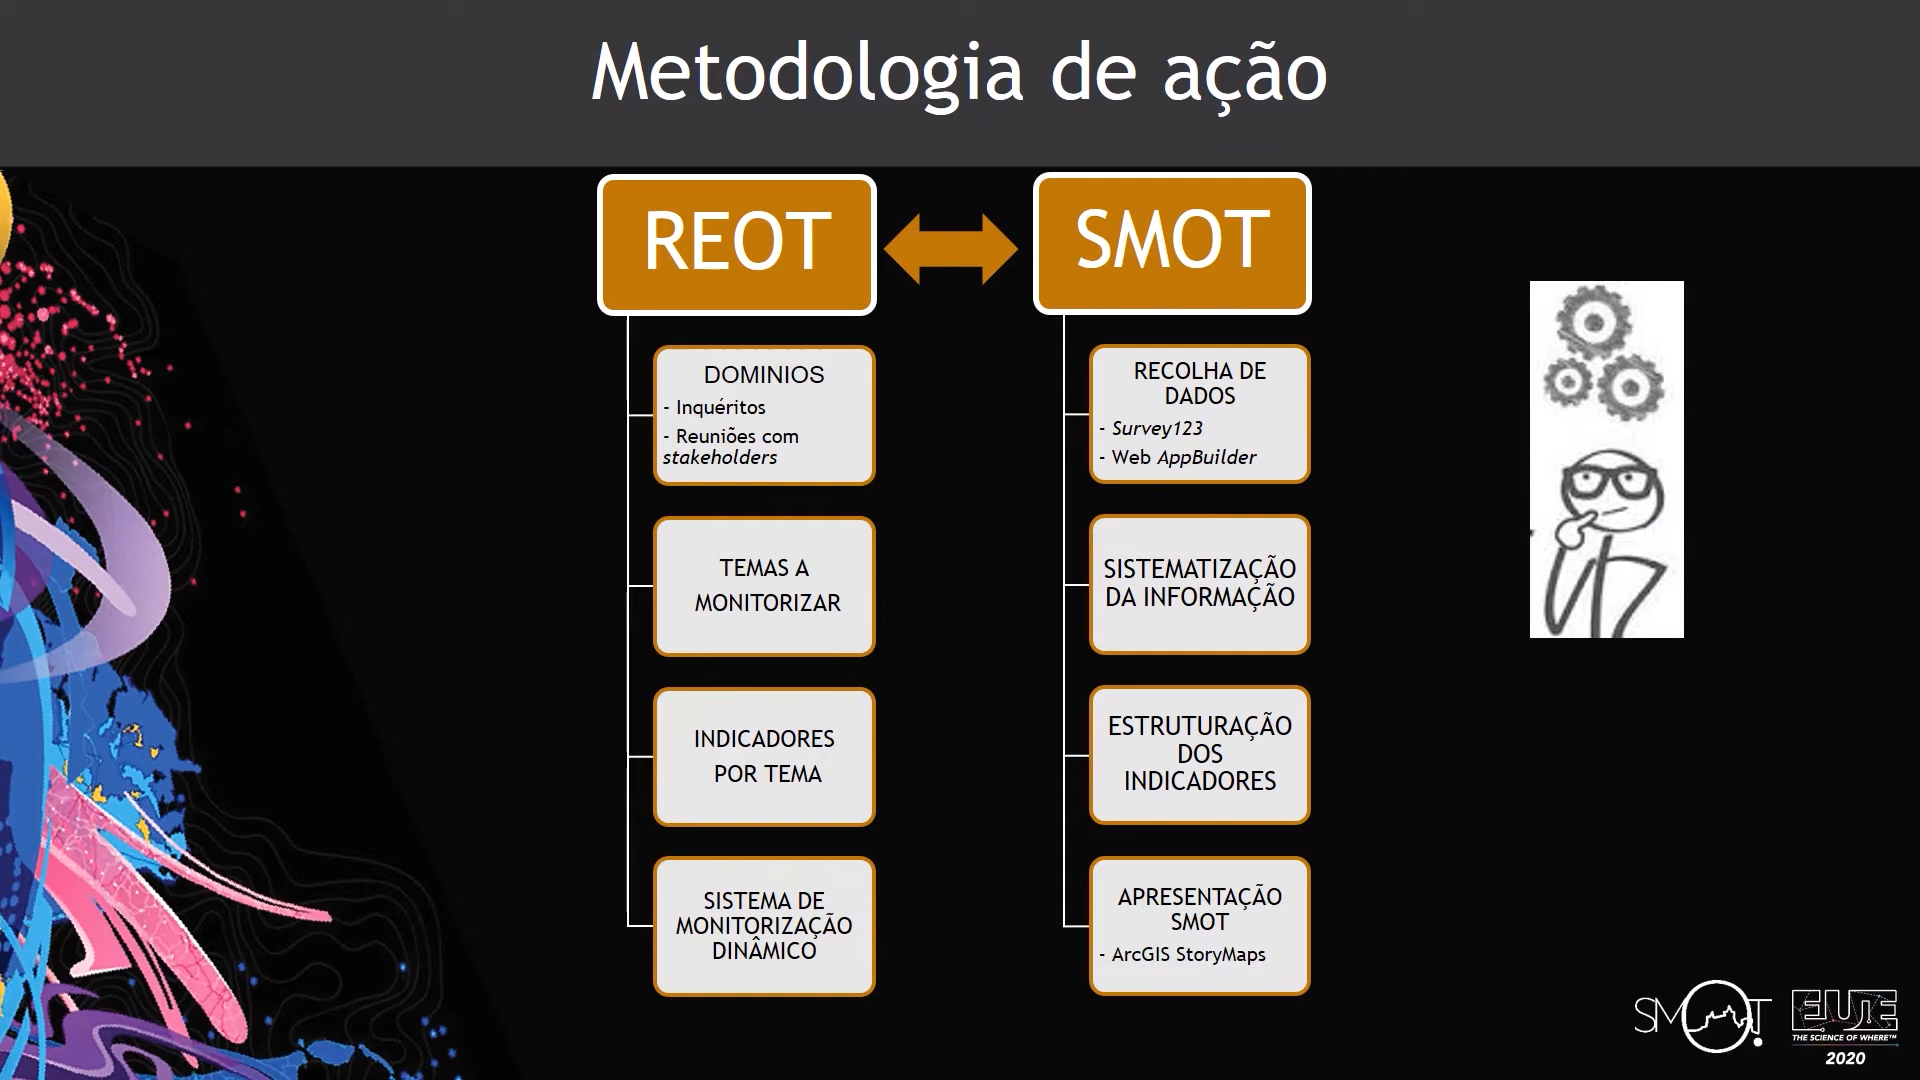 Metodologia de ação
REOT
SMOT
DOMINIOS
- Inquéritos
- Reuniões com
stakeholders
TEMAS A
MONITORIZAR
INDICADORES
POR TEMA
SISTEMA DE
MONITORIZAÇÃO
DINÂMICO
RECOLHA DE
DADOS
- Survey123
- Web AppBuilder
SISTEMATIZAÇÃO
DA INFORMAÇÃO
ESTRUTURAÇÃO
DOS
INDICADORES
APRESENTAÇÃO
SMOT
- ArcGIS StoryMaps
SMOT
EUE
THE SCIENCE OF WHERE™
2020